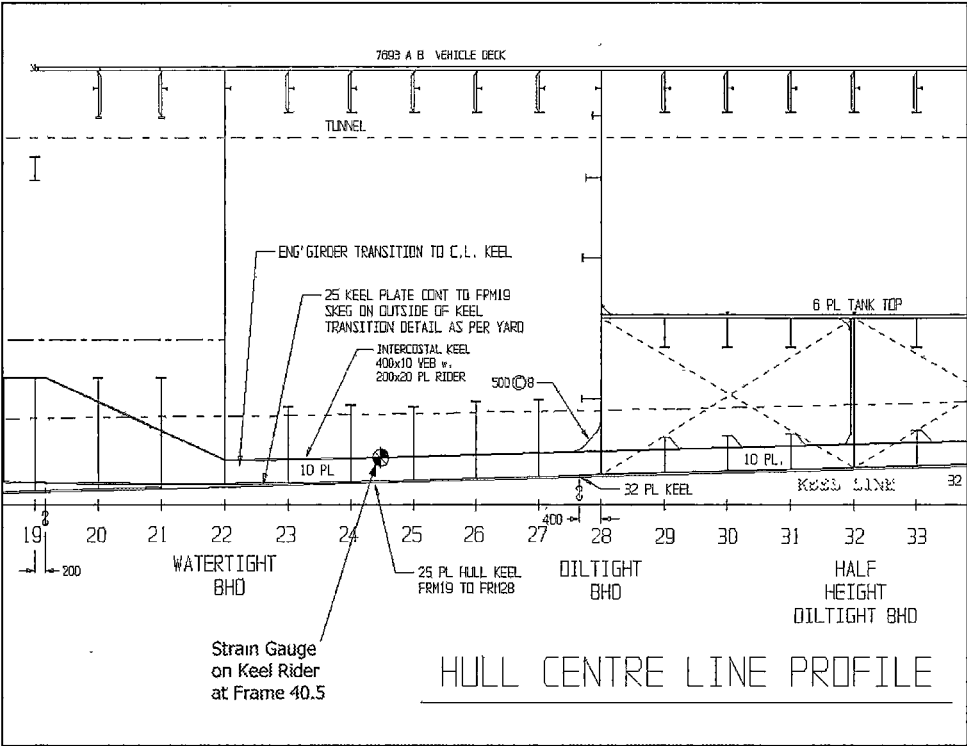 7693 A B VEHICLE DECK
TUNNEL
ENG'GIRDER TRANSITION TO C.L. KEEL
25 KEEL PLATE CONT TO FRM19
SKEG ON OUTSIDE OF KEEL
TRANSITION DETAIL AS PER YARD
INTERCOSTAL KEEL
400x10 WEB w.
200x20 PL RIDER
6 PL TANK TOP
10 PL
10 PL.
32 PL KEEL
KEEL LINE
32
400
200
19 20 21 22 23 24 25 26 27 28 29 30 31 32 33
WATERTIGHT
BHD
25 PL HULL KEEL
FRM19 TO FRM28
OILTIGHT
BHD
HALF
HEIGHT
OILTIGHT BHD
Strain Gauge
on Keel Rider
at Frame 40.5
HULL CENTRE LINE PROFILE